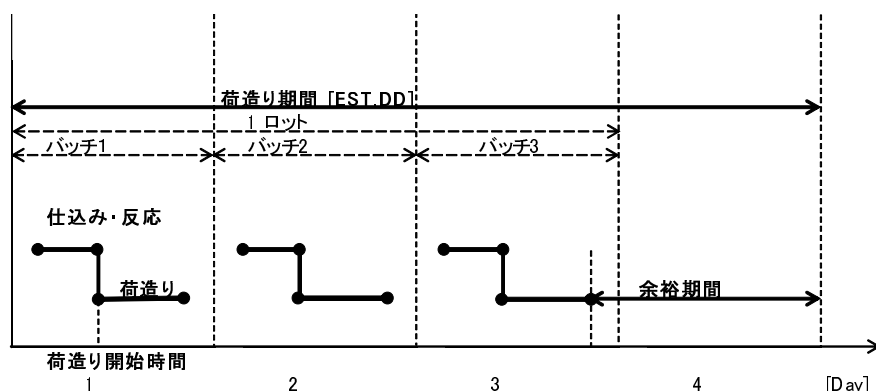 荷造り期間 [EST,DD]
1 ロット
バッチ1 バッチ2 バッチ3
仕込み・反応
荷造り 余裕期間
荷造り開始時間
1 2 3 4 [Day]